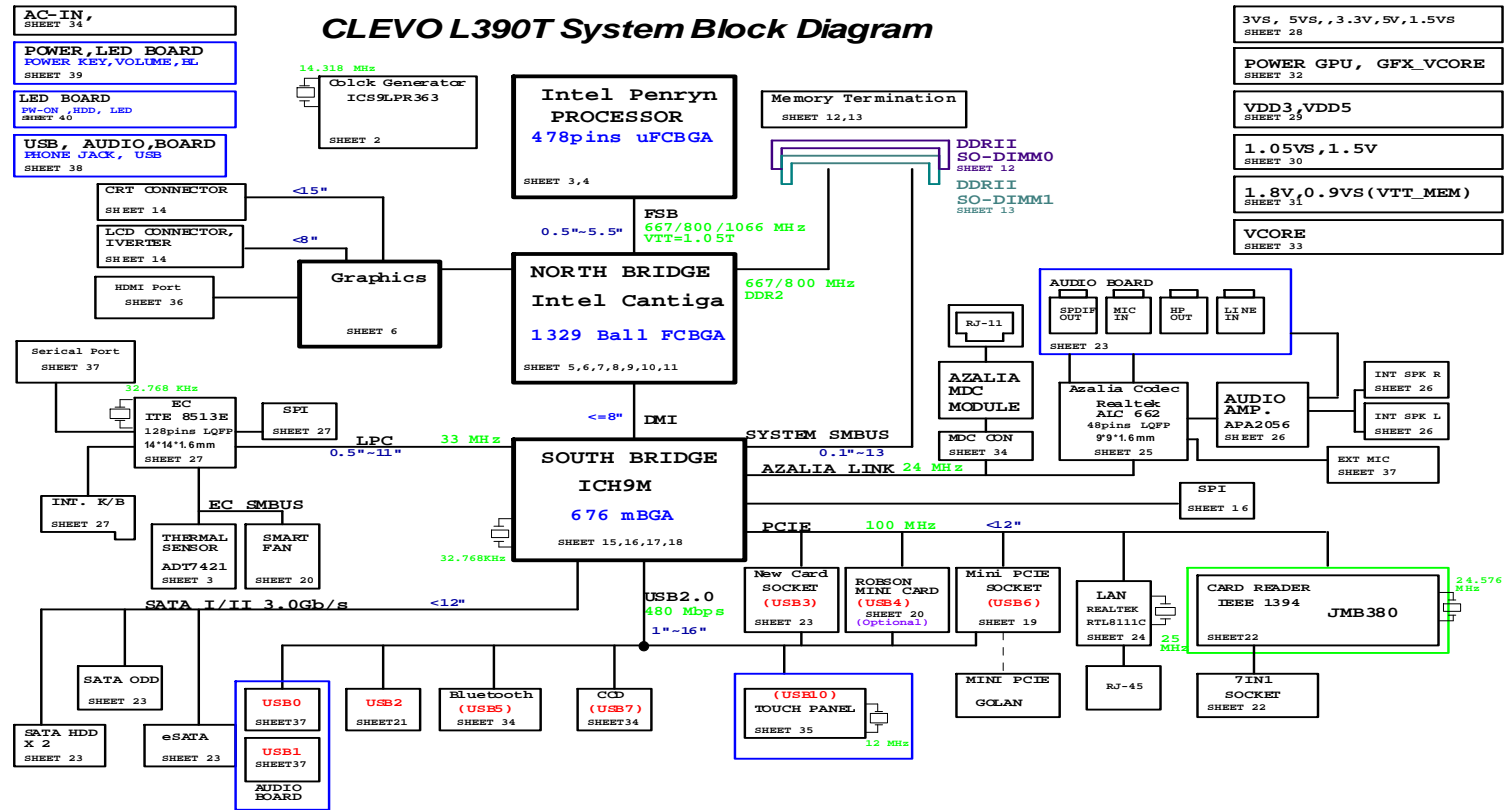 CLEVO L390T System Block Diagram
AC-IN,
SHEET 34
POWER,LED BOARD
POWER KEY,VOLUME,BL
SHEET 39
LED BOARD
PW-ON ,HDD, LED
SHEET 40
USB, AUDIO,BOARD
PHONE JACK, USB
SHEET 38
14.318 MHz
Colck Generator
ICS9LPR363
SHEET 2
Intel Penryn
PROCESSOR
478pins uFCBGA
SHEET 3,4
Memory Termination
SHEET 12,13
DDRII
SO-DIMM0
SHEET 12
DDRII
SO-DIMM1
SHEET 13
3VS, 5VS,,3.3V,5V,1.5VS
SHEET 28
POWER GPU, GFX_VCORE
SHEET 32
VDD3,VDD5
SHEET 29
1.05VS,1.5V
SHEET 30
1.8V,0.9VS(VTT_MEM)
SHEET 31
VCORE
SHEET 33
CRT CONNECTOR
SHEET 14
<15"
LCD CONNECTOR,
IVERTER
SHEET 14
<8"
HDMI Port
SHEET 36
Graphics
SHEET 6
0.5"~5.5"
FSB
667/800/1066 MHz
VTT=1.05T
NORTH BRIDGE
Intel Cantiga
1329 Ball FCBGA
SHEET 5,6,7,8,9,10,11
667/800 MHz
DDR2
<=8"
DMI
RJ-11
AZALIA
MDC
MODULE
MDC CON
SHEET 34
AUDIO BOARD
SPDIF
OUT
MIC
IN
HP
OUT
LINE
IN
SHEET 23
Azalia Codec
Realtek
ALC 662
48pins LQFP
9*9*1.6mm
SHEET 25
AUDIO
AMP.
APA2056
SHEET 26
INT SPK R
SHEET 26
INT SPK L
SHEET 26
EXT MIC
SHEET 37
Serical Port
SHEET 37
32.768 KHz
EC
ITE 8513E
128pins LQFP
14*14*1.6mm
SHEET 27
SPI
SHEET 27
LPC
0.5"~11"
33 MHz
INT. K/B
SHEET 27
EC SMBUS
THERMAL
SENSOR
ADT7421
SHEET 3
SMART
FAN
SHEET 20
SOUTH BRIDGE
ICH9M
676 mBGA
SHEET 15,16,17,18
32.768KHz
SYSTEM SMBUS
0.1"~13
AZALIA LINK
24 MHz
SPI
SHEET 16
PCIE
100 MHz
<12"
New Card
SOCKET
(USB3)
SHEET 23
ROBSON
MINI CARD
(USB4)
SHEET 20
(Optional)
Mini PCIE
SOCKET
(USB6)
SHEET 19
LAN
REALTEK
RTL8111C
SHEET 24
25
MHz
CARD READER
IEEE 1394
JMB380
SHEET22
24.576
MHz
MINI PCIE
GOLAN
RJ-45
7IN1
SOCKET
SHEET 22
SATA I/II 3.0Gb/s
<12"
USB2.0
480 Mbps
1"~16"
SATA ODD
SHEET 23
SATA HDD
X 2
SHEET 23
eSATA
SHEET 23
USB0
SHEET37
USB1
SHEET37
AUDIO
BOARD
USB2
SHEET21
Bluetooth
(USB5)
SHEET 34
CCD
(USB7)
SHEET34
(USB10)
TOUCH PANEL
SHEET 35
12 MHz